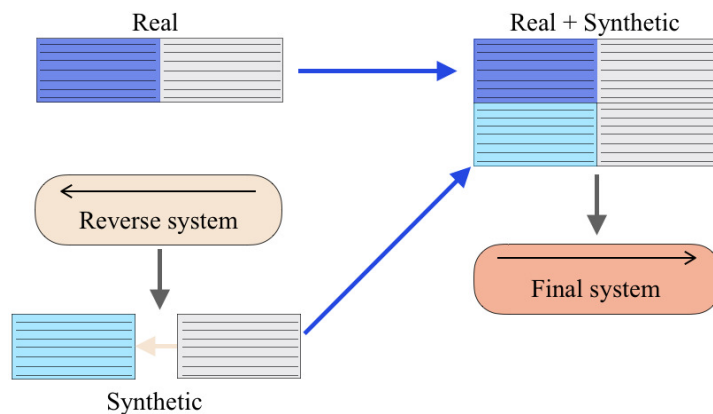 Real
Real + Synthetic
Reverse system
Final system
Synthetic